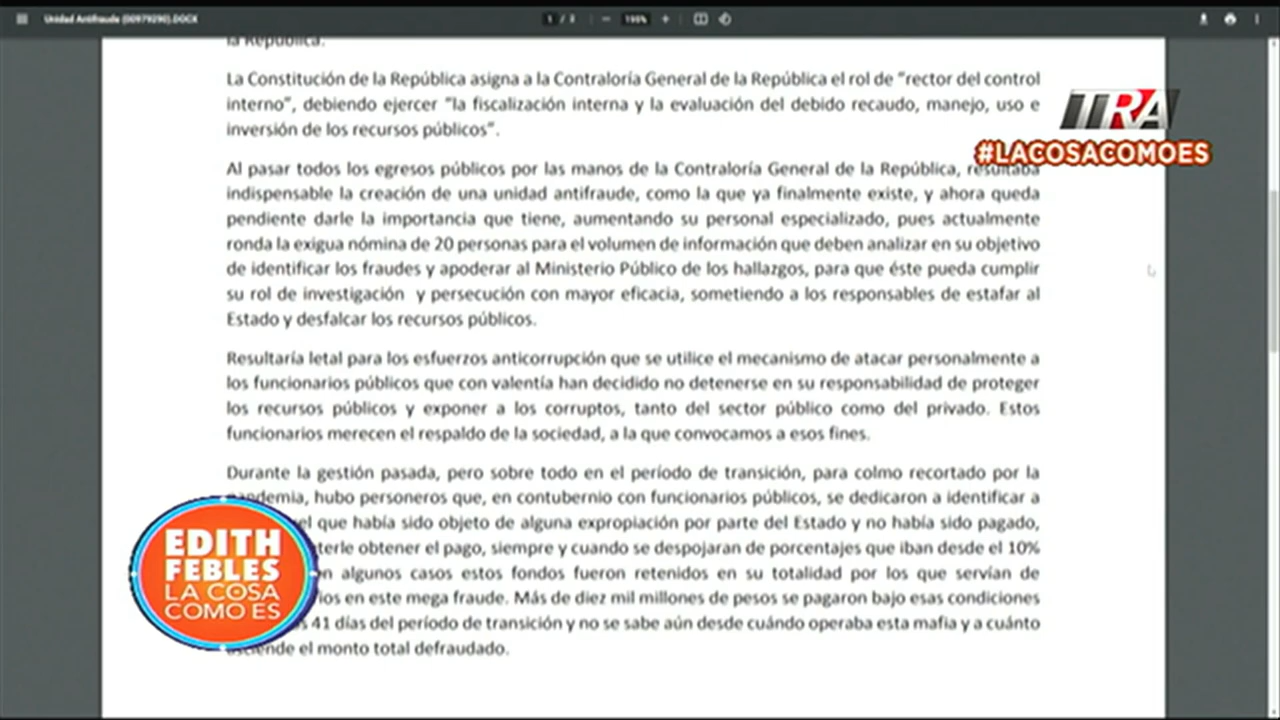 Unidad Antifraude (00979290).DOCX
1 / 3
198%
la República.
La Constitución de la República asigna a la Contraloría General de la República el rol de "rector del control
interno", debiendo ejercer "la fiscalización interna y la evaluación del debido recaudo, manejo, uso e
inversión de los recursos públicos".
TRA
#LACOSACOMOES
Al pasar todos los egresos públicos por las manos de la Contraloría General de la República, resultaba
indispensable la creación de una unidad antifraude, como la que ya finalmente existe, y ahora queda
pendiente darle la importancia que tiene, aumentando su personal especializado, pues actualmente
ronda la exigua nómina de 20 personas para el volumen de información que deben analizar en su objetivo
de identificar los fraudes y apoderar al Ministerio Público de los hallazgos, para que éste pueda cumplir
su rol de investigación y persecución con mayor eficacia, sometiendo a los responsables de estafar al
Estado y desfalcar los recursos públicos.
Resultaría letal para los esfuerzos anticorrupción que se utilice el mecanismo de atacar personalmente a
los funcionarios públicos que con valentía han decidido no detenerse en su responsabilidad de proteger
los recursos públicos y exponer a los corruptos, tanto del sector público como del privado. Estos
funcionarios merecen el respaldo de la sociedad, a la que convocamos a esos fines.
Durante la gestión pasada, pero sobre todo en el período de transición, para colmo recortado por la
pandemia, hubo personeros que, en contubernio con funcionarios públicos, se dedicaron a identificar a
el que había sido objeto de alguna expropiación por parte del Estado y no había sido pagado,
terle obtener el pago, siempre y cuando se despojaran de porcentajes que iban desde el 10%
n algunos casos estos fondos fueron retenidos en su totalidad por los que servían de
ios en este mega fraude. Más de diez mil millones de pesos se pagaron bajo esas condiciones
41 días del período de transición y no se sabe aún desde cuándo operaba esta mafia y a cuánto
asciende el monto total defraudado.
EDITH
FEBLES
LA COSA
COMO ES